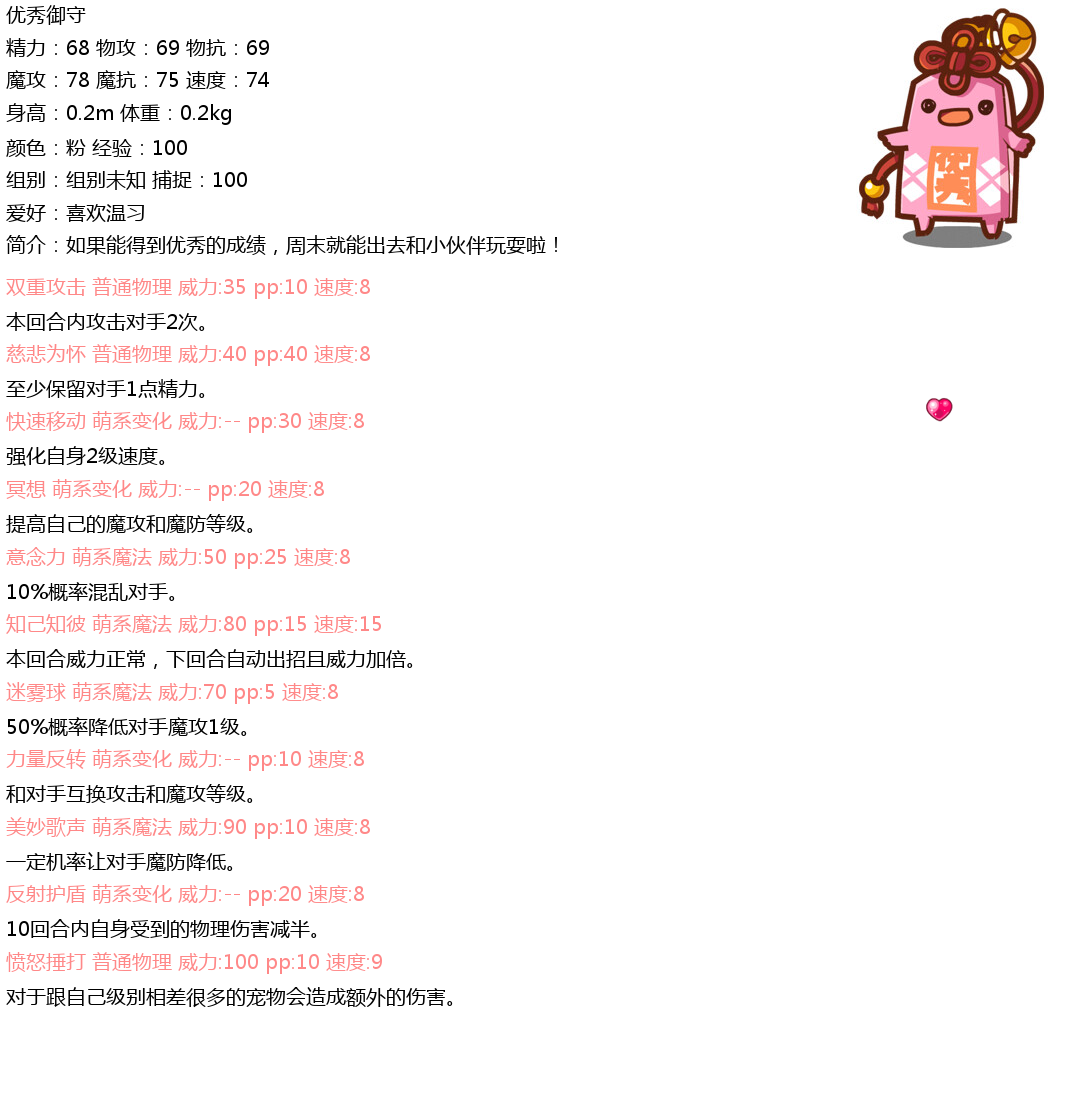 优秀御守
精力：68 物攻：69 物抗：69
魔攻：78 魔抗：75 速度：74
身高：0.2m 体重：0.2kg
颜色：粉 经验：100
组别：组别未知 捕捉：100
爱好：喜欢温习
简介：如果能得到优秀的成绩，周末就能出去和小伙伴玩耍啦！
优秀
双重攻击 普通物理 威力:35 pp:10 速度:8
本回合内攻击对手2次。
慈悲为怀 普通物理 威力:40 pp:40 速度:8
至少保留对手1点精力。
快速移动 萌系变化 威力:-- pp:30 速度:8
强化自身2级速度。
冥想 萌系变化 威力:-- pp:20 速度:8
提高自己的魔攻和魔防等级。
意念力 萌系魔法 威力:50 pp:25 速度:8
10%概率混乱对手。
知己知彼 萌系魔法 威力:80 pp:15 速度:15
本回合威力正常，下回合自动出招且威力加倍。
迷雾球 萌系魔法 威力:70 pp:5 速度:8
50%概率降低对手魔攻1级。
力量反转 萌系变化 威力:-- pp:10 速度:8
和对手互换攻击和魔攻等级。
美妙歌声 萌系魔法 威力:90 pp:10 速度:8
一定机率让对手魔防降低。
反射护盾 萌系变化 威力:-- pp:20 速度:8
10回合内自身受到的物理伤害减半。
愤怒捶打 普通物理 威力:100 pp:10 速度:9
对于跟自己级别相差很多的宠物会造成额外的伤害。